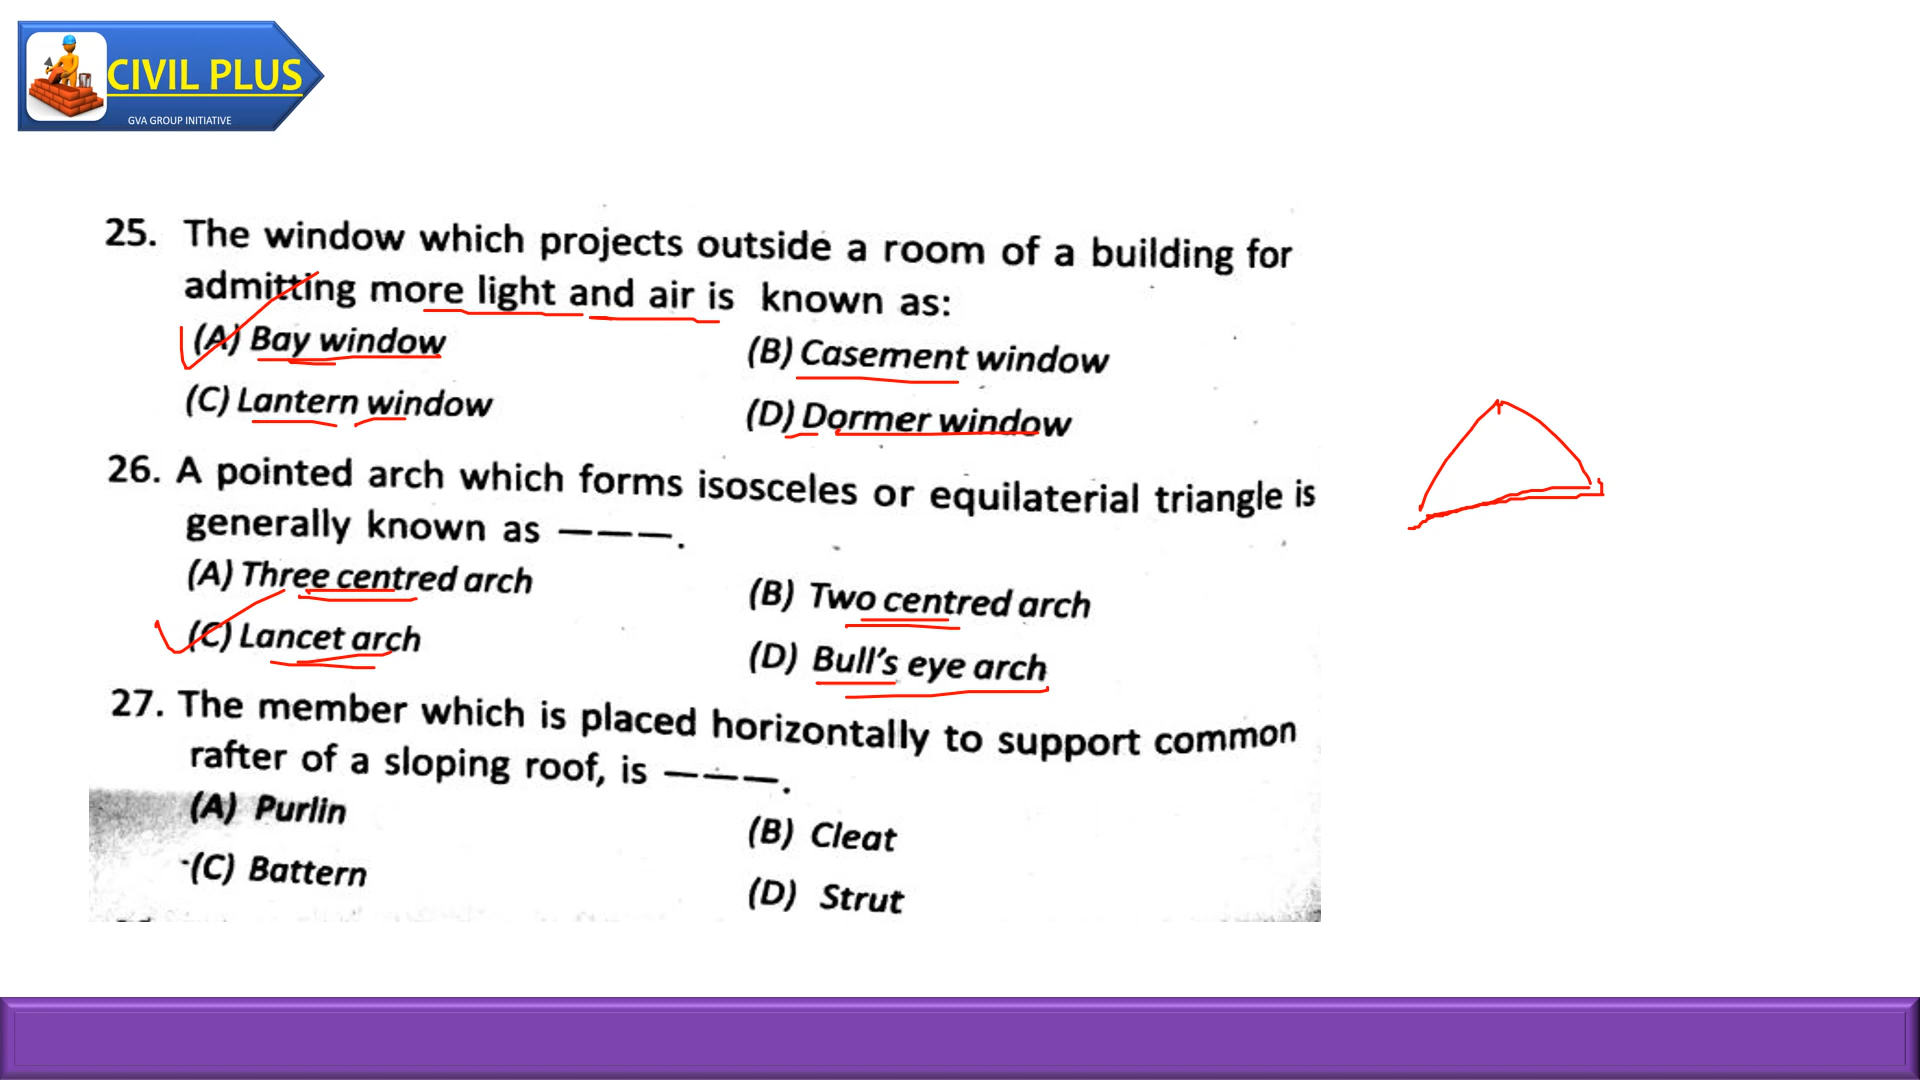 CIVIL PLUS
GVA GROUP INITIATIVE
25. The window which projects outside a room of a building for
admitting more light and air is known as:
(A) Bay window (B) Casement window
(C) Lantern window (D) Dormer window
26. A pointed arch which forms isosceles or equilaterial triangle is
generally known as ———.
(A) Three centred arch (B) Two centred arch
(C) Lancet arch (D) Bull's eye arch
27. The member which is placed horizontally to support common
rafter of a sloping roof, is ———.
(A) Purlin (B) Cleat
(C) Battern (D) Strut